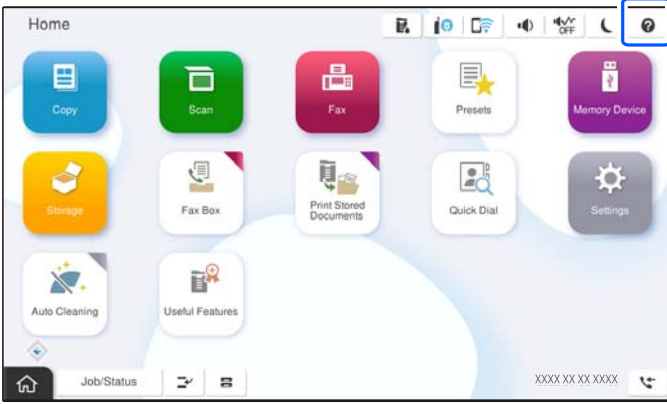 Home
OFF
?
Copy
Scan
Fax
Presets
Memory Device
Storage
Fax Box
Print Stored
Documents
Quick Dial
Settings
Auto Cleaning
Useful Features
Job/Status
XXXX XX XX XXXX